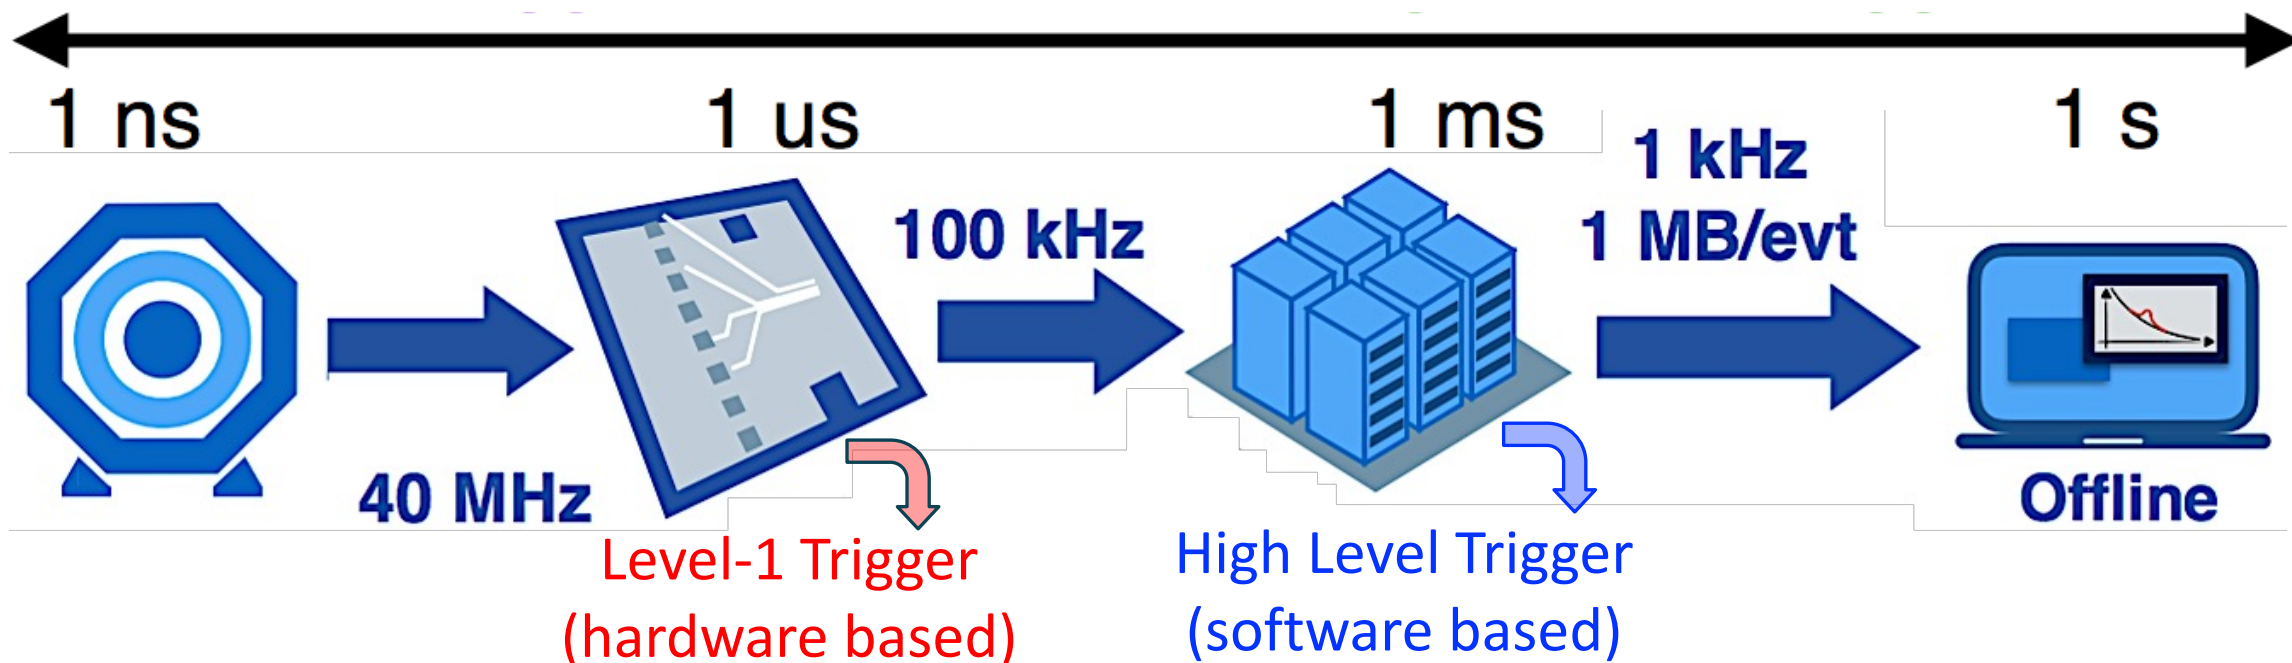 1 ns
1 us
1 ms
1 s
1 kHz
1 MB/evt
100 kHz
40 MHz
Offline
Level-1 Trigger
(hardware based)
High Level Trigger
(software based)